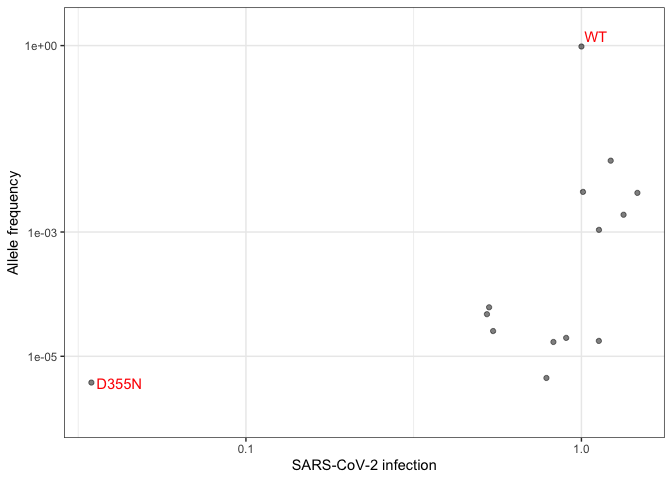 WT
1e+00
1e-03
1e-05
Allele frequency
D355N
0.1
1.0
SARS-CoV-2 infection